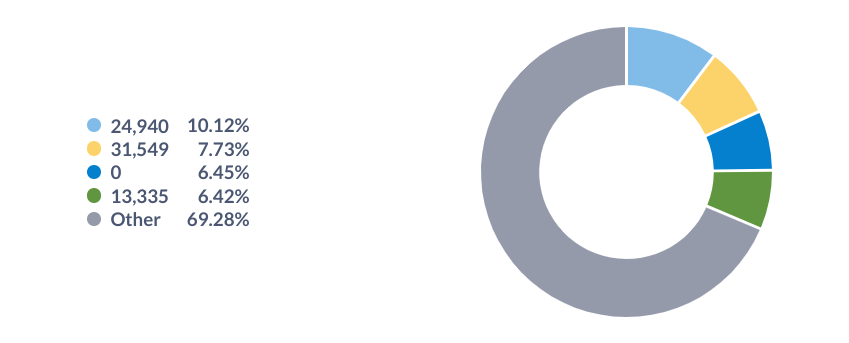 24,940 10.12%
31,549 7.73%
0 6.45%
13,335 6.42%
Other 69.28%